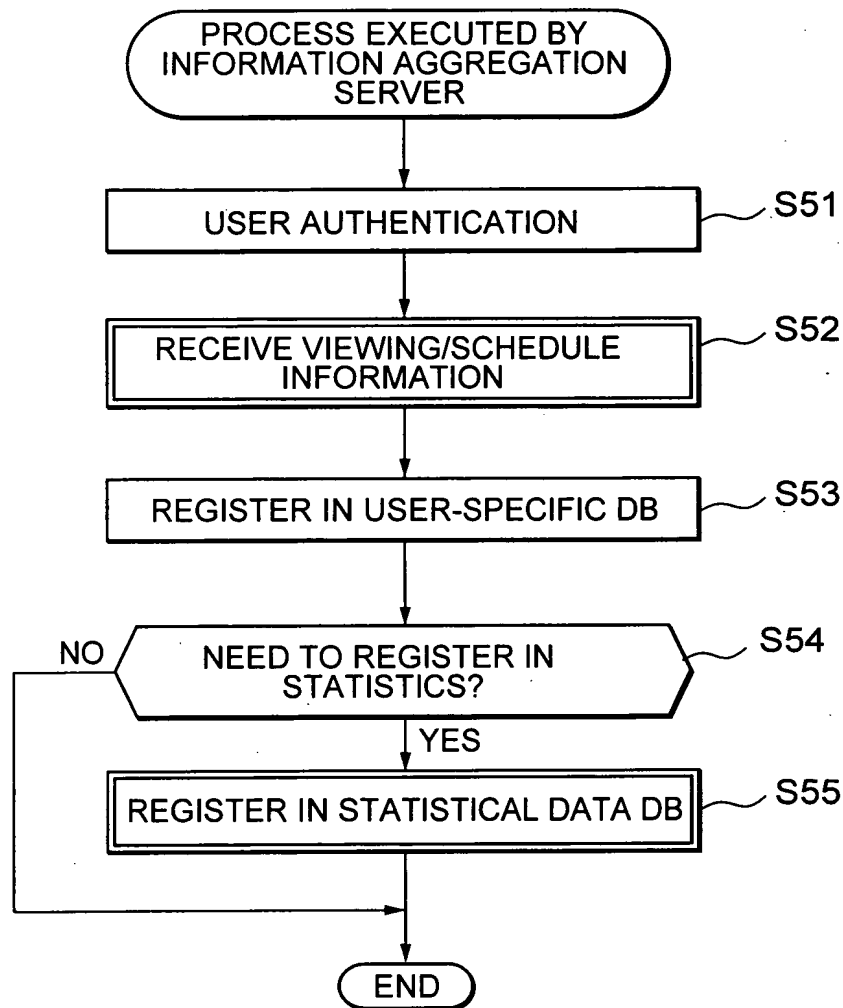 PROCESS EXECUTED BY
INFORMATION AGGREGATION
SERVER
USER AUTHENTICATION
S51
RECEIVE VIEWING/SCHEDULE
INFORMATION
S52
REGISTER IN USER-SPECIFIC DB
S53
NO
NEED TO REGISTER IN
STATISTICS?
S54
YES
REGISTER IN STATISTICAL DATA DB
S55
END